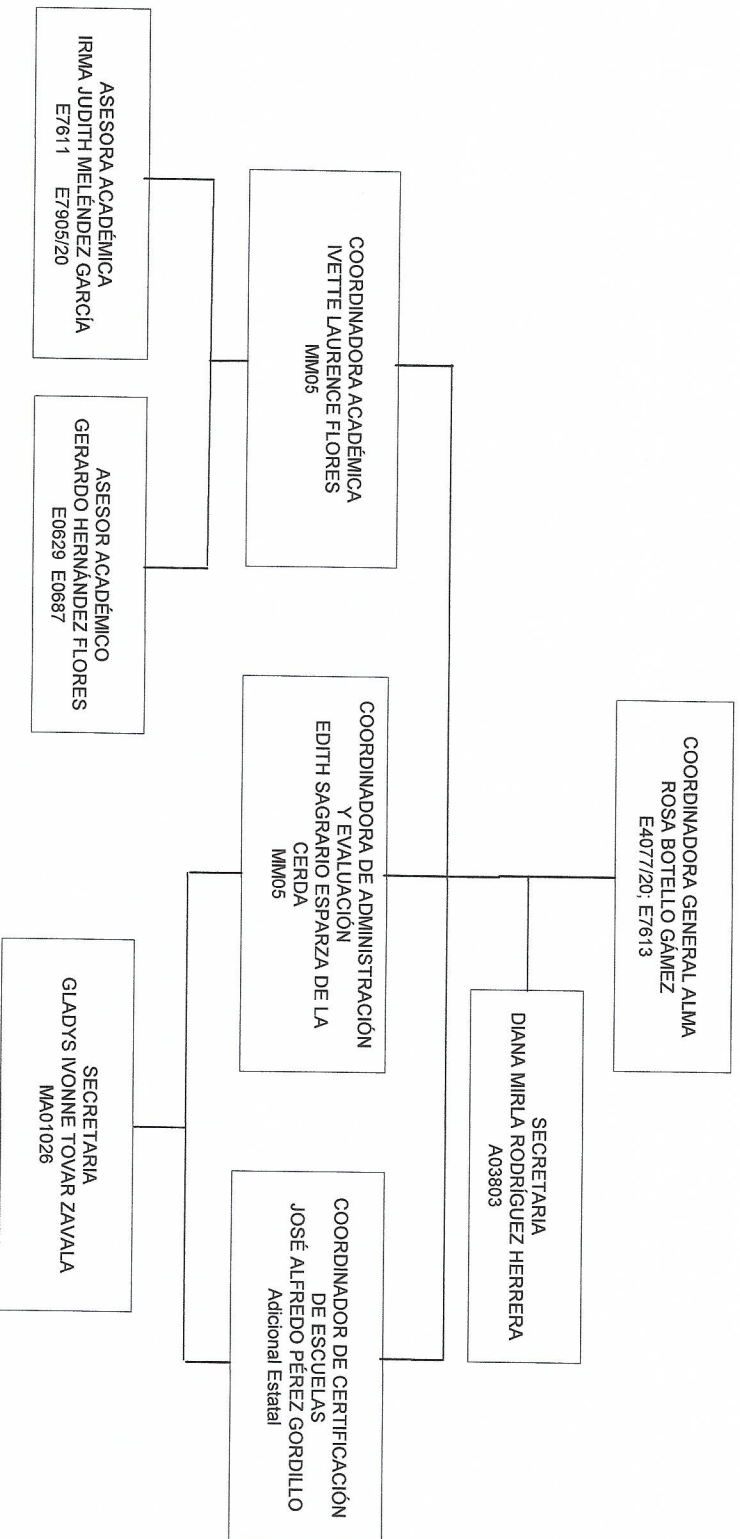 COORDINADORA GENERAL ALMA
ROSA BOTELLO GÁMEZ
E4077/20; E7613
SECRETARIA
DIANA MIRLA RODRÍGUEZ HERRERA
A03803
COORDINADORA ACADÉMICA
IVETTE LAURENCE FLORES
MM05
COORDINADORA DE ADMINISTRACIÓN
Y EVALUACIÓN
EDITH SAGRARIO ESPARZA DE LA
CERDA
MM05
COORDINADOR DE CERTIFICACIÓN
DE ESCUELAS
JOSÉ ALFREDO PÉREZ GORDILLO
Adicional Estatal
ASESORA ACADÉMICA
IRMA JUDITH MELÉNDEZ GARCÍA
E7611 E7905/20
ASESOR ACADÉMICO
GERARDO HERNÁNDEZ FLORES
E0629 E0687
SECRETARIA
GLADYS IVONNE TOVAR ZAVALA
MA01026